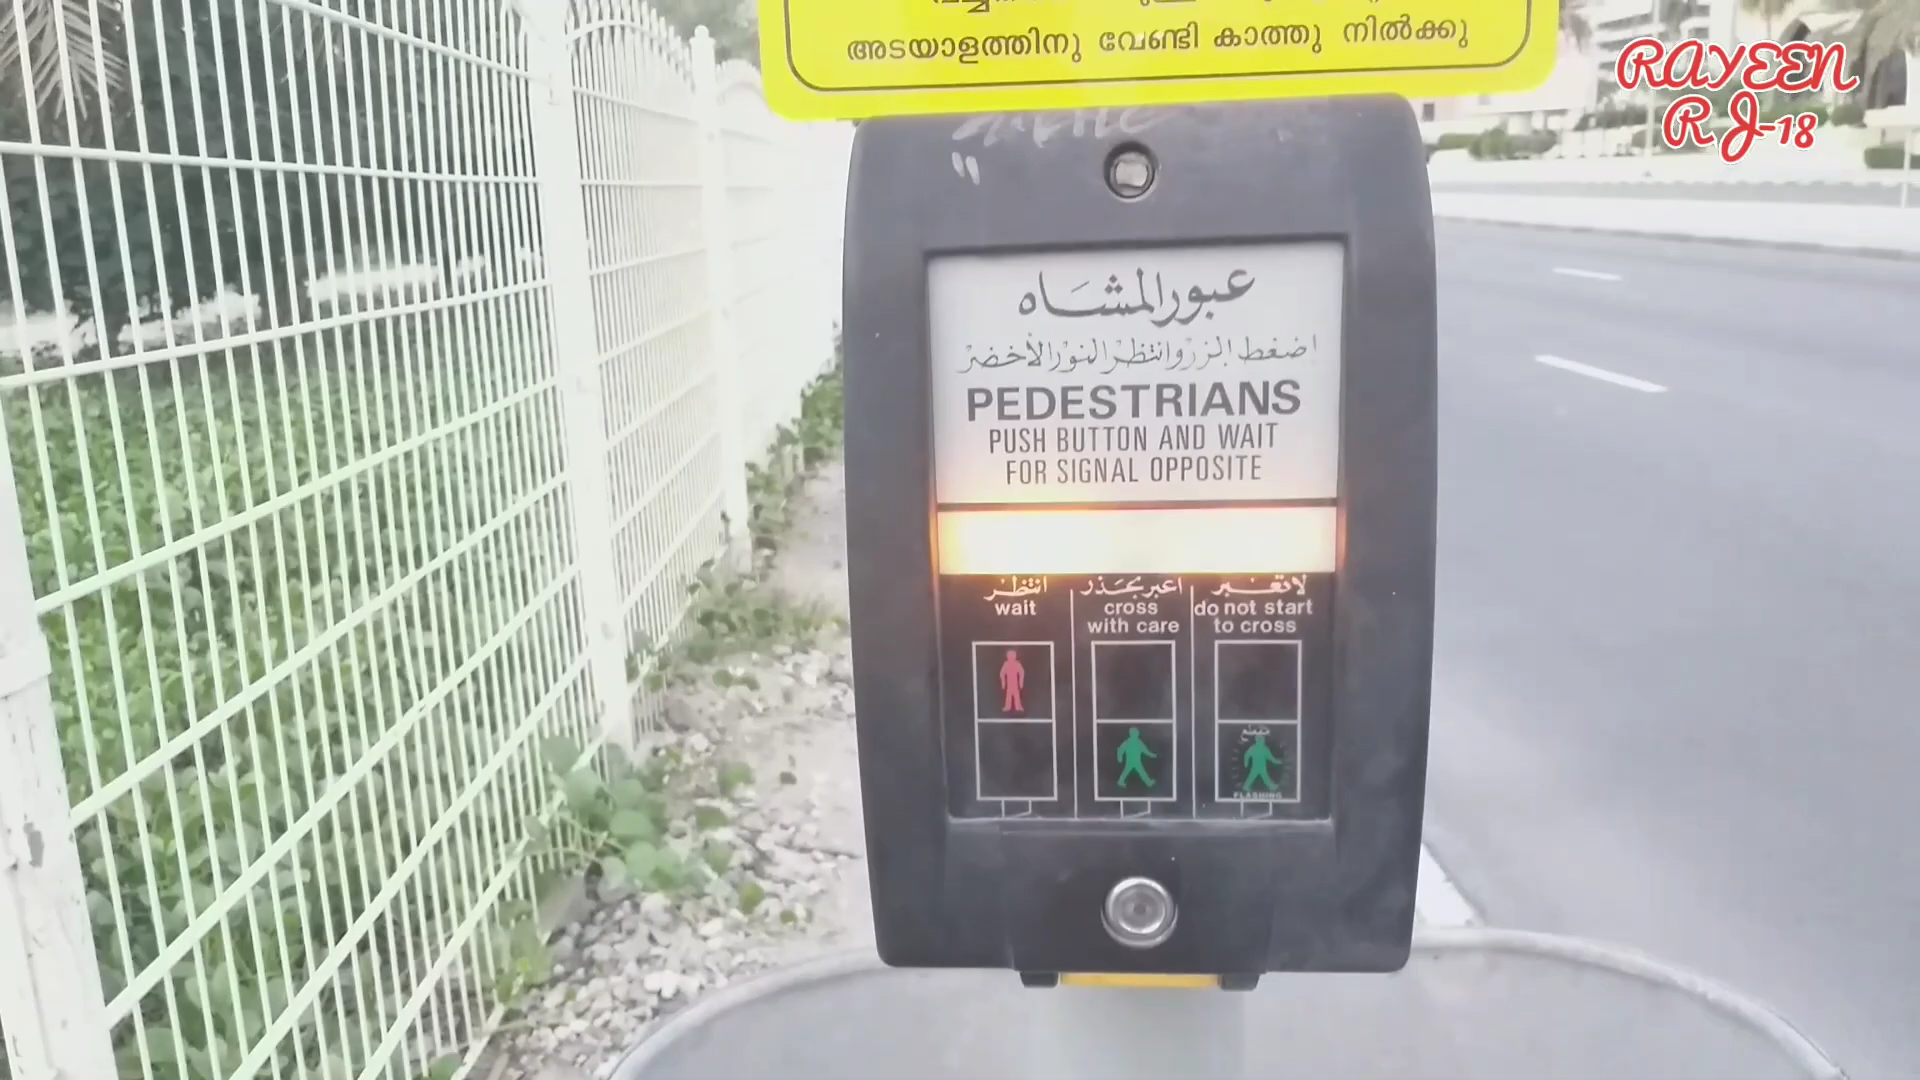 അടയാളത്തിനു വേണ്ടി കാത്തു നിൽക്കു
RAYEEN
RJ-18
عبور المشاه
اضغط الزر وانتظر النور الأخضر
PEDESTRIANS
PUSH BUTTON AND WAIT
FOR SIGNAL OPPOSITE
انتظر
wait
اعبر بحذر
cross
with care
لا تعبر
do not start
to cross
متقطع
FLASHING